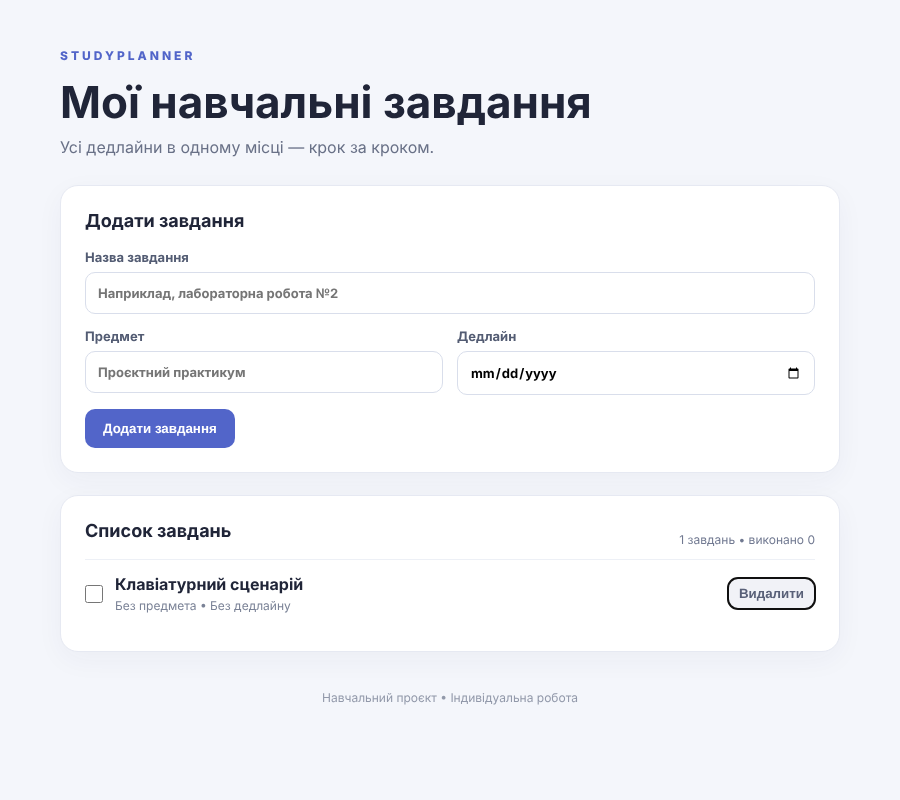 STUDYPLANNER
Мої навчальні завдання
Усі дедлайни в одному місці — крок за кроком.
Додати завдання
Назва завдання
Наприклад, лабораторна робота №2
Предмет
Дедлайн
Проєктний практикум
mm/dd/yyyy
Додати завдання
Список завдань
1 завдань • виконано 0
Клавіатурний сценарій
Без предмета • Без дедлайну
Видалити
Навчальний проєкт • Індивідуальна робота